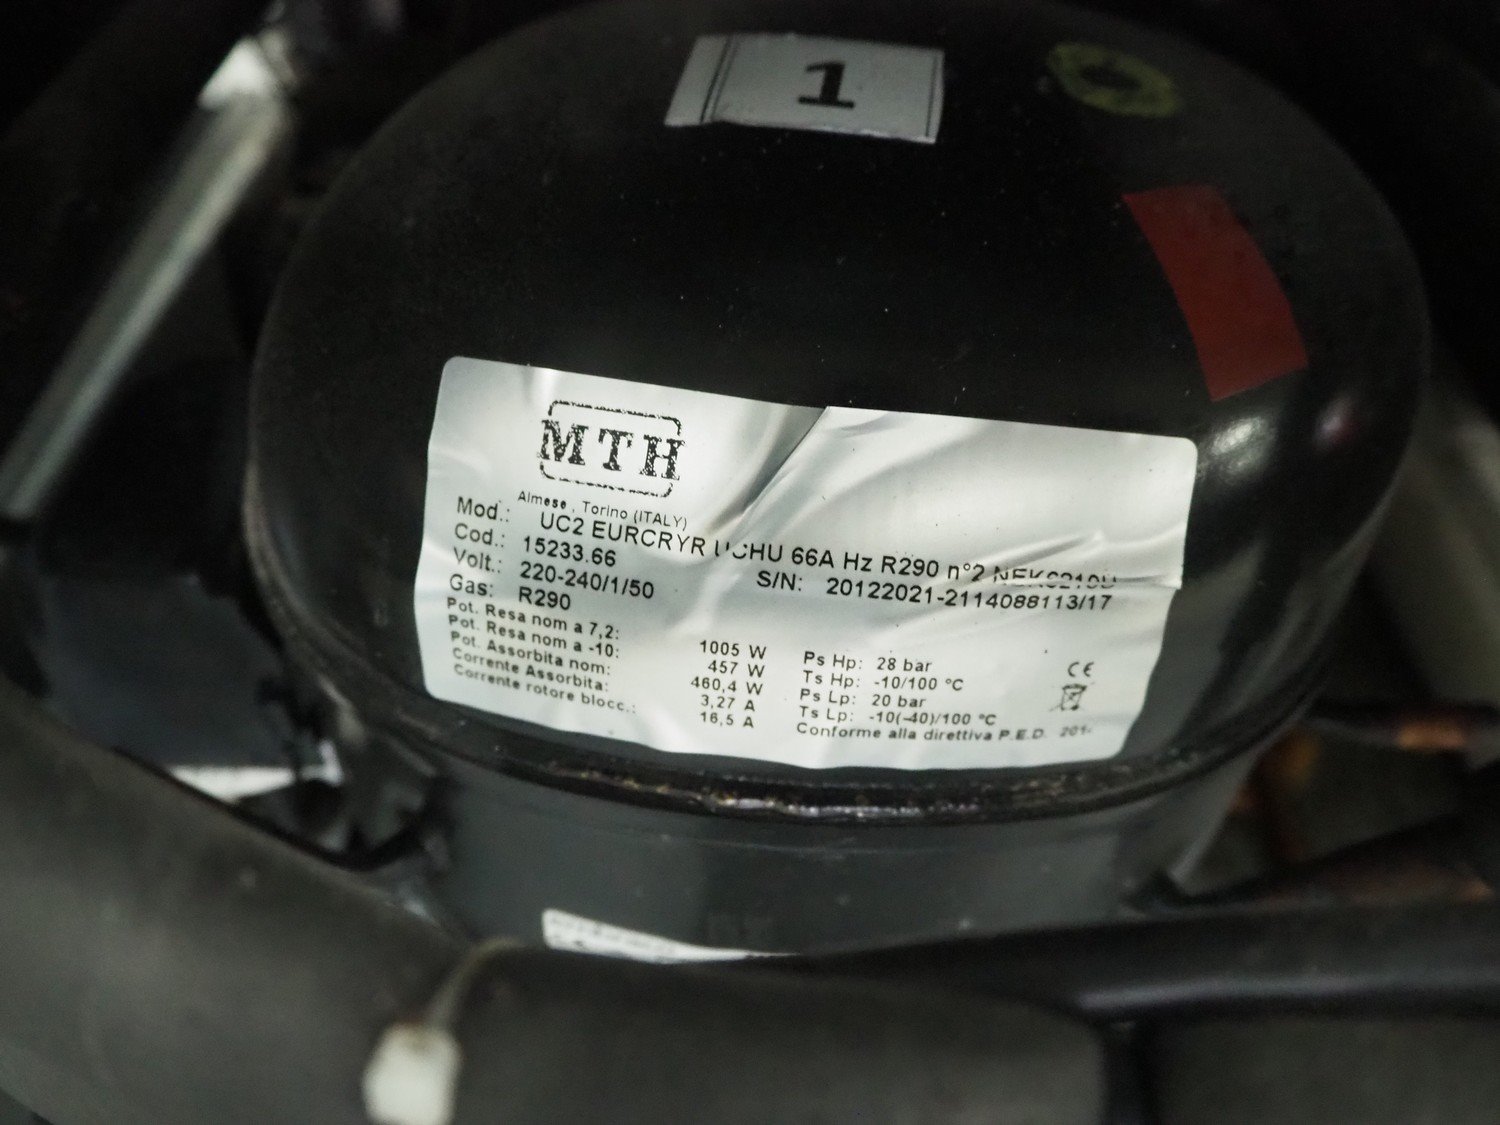 1
MTH
Almese . Torino (ITALY)
Mod.: UC2 EURCRYR UCHU 66A Hz R290 n°2
Cod.: 15233.66 S/N: 20122021-2114088113/17
Volt.: 220-240/1/50
Gas: R290
Pot. Resa nom a 7,2: 1005 W
Pot. Resa nom a -10: 457 W
Pot. Assorbita nom: 460,4 W
Corrente Assorbita: 3,27 A
Corrente rotore blocc.: 16,5 A
Ps Hp: 28 bar
Ts Hp: -10/100 °C
Ps Lp: 20 bar
Ts Lp: -10(-40)/100 °C
Conforme alla direttiva P.E.D.
CE